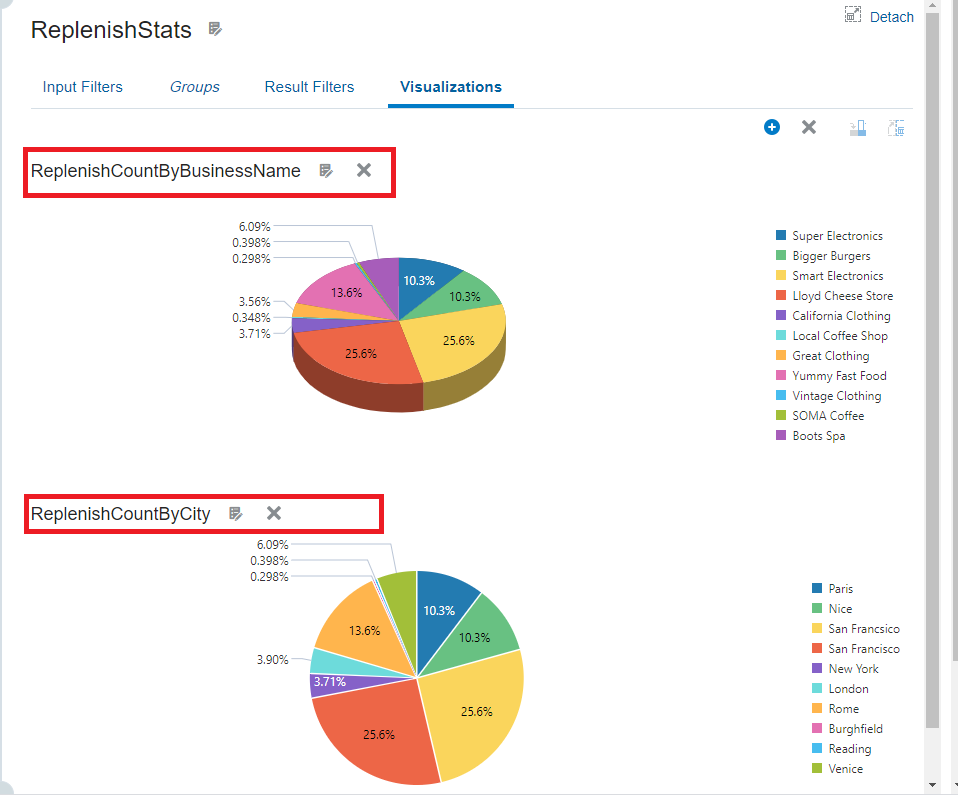 ReplenishStats
Detach
Input Filters Groups Result Filters Visualizations
ReplenishCountByBusinessName
6.09%
0.398%
0.298%
3.56%
0.348%
3.71%
13.6%
10.3%
10.3%
25.6%
25.6%
Super Electronics
Bigger Burgers
Smart Electronics
Lloyd Cheese Store
California Clothing
Local Coffee Shop
Great Clothing
Yummy Fast Food
Vintage Clothing
SOMA Coffee
Boots Spa
ReplenishCountByCity
6.09%
0.398%
0.298%
3.90%
3.71%
13.6%
10.3%
10.3%
25.6%
25.6%
Paris
Nice
San Francsico
San Francisco
New York
London
Rome
Burghfield
Reading
Venice